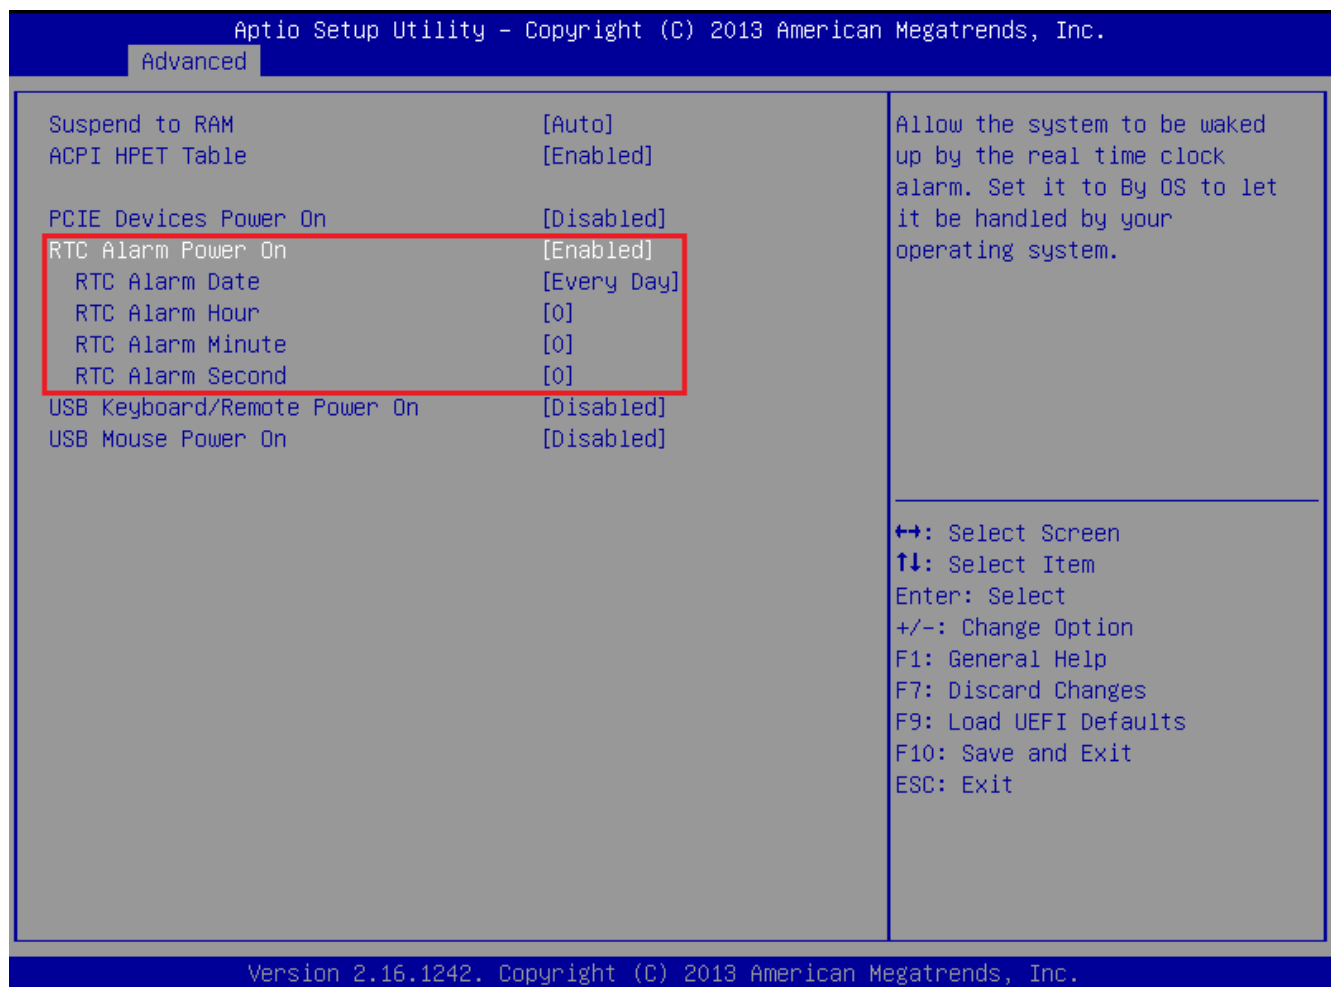 Aptio Setup Utility – Copyright (C) 2013 American Megatrends, Inc.
Advanced
Suspend to RAM [Auto]
ACPI HPET Table [Enabled]
PCIE Devices Power On [Disabled]
RTC Alarm Power On [Enabled]
RTC Alarm Date [Every Day]
RTC Alarm Hour [0]
RTC Alarm Minute [0]
RTC Alarm Second [0]
USB Keyboard/Remote Power On [Disabled]
USB Mouse Power On [Disabled]
Allow the system to be waked
up by the real time clock
alarm. Set it to By OS to let
it be handled by your
operating system.
↔: Select Screen
↑↓: Select Item
Enter: Select
+/-: Change Option
F1: General Help
F7: Discard Changes
F9: Load UEFI Defaults
F10: Save and Exit
ESC: Exit
Version 2.16.1242. Copyright (C) 2013 American Megatrends, Inc.